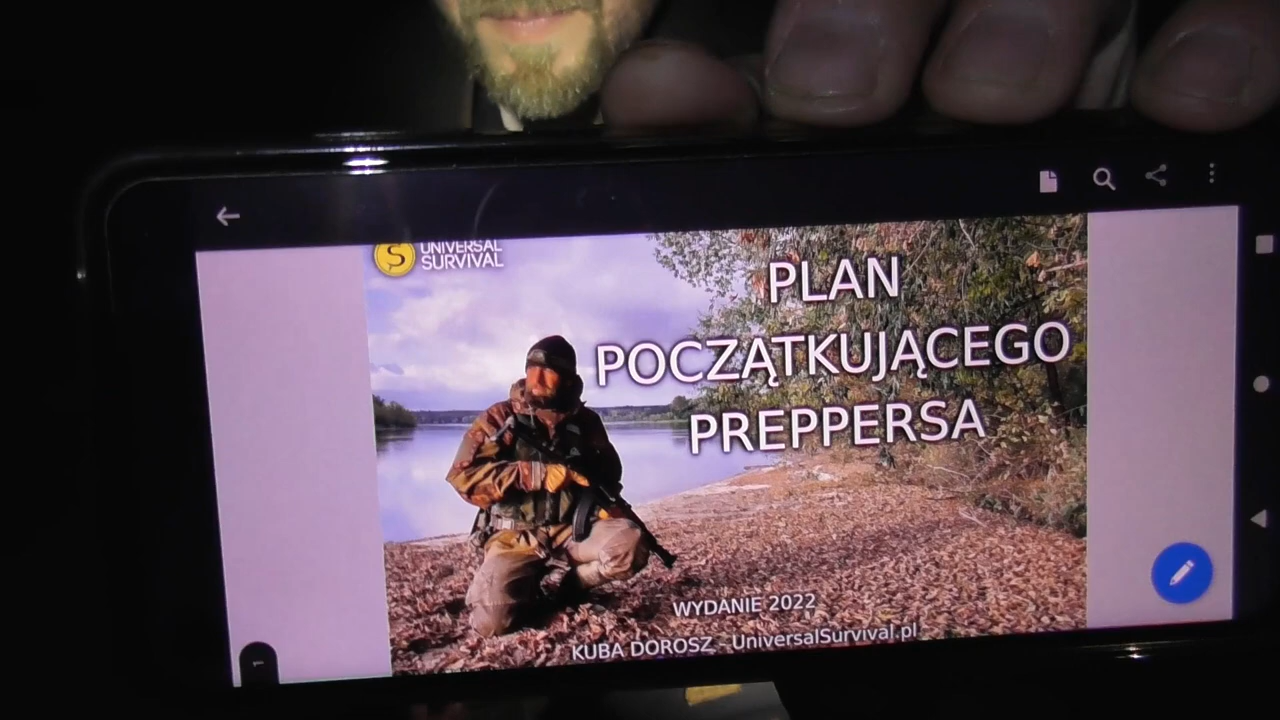 UNIVERSAL
SURVIVAL
PLAN
POCZĄTKUJĄCEGO
PREPPERSA
WYDANIE 2022
KUBA DOROSZ - UniversalSurvival.pl